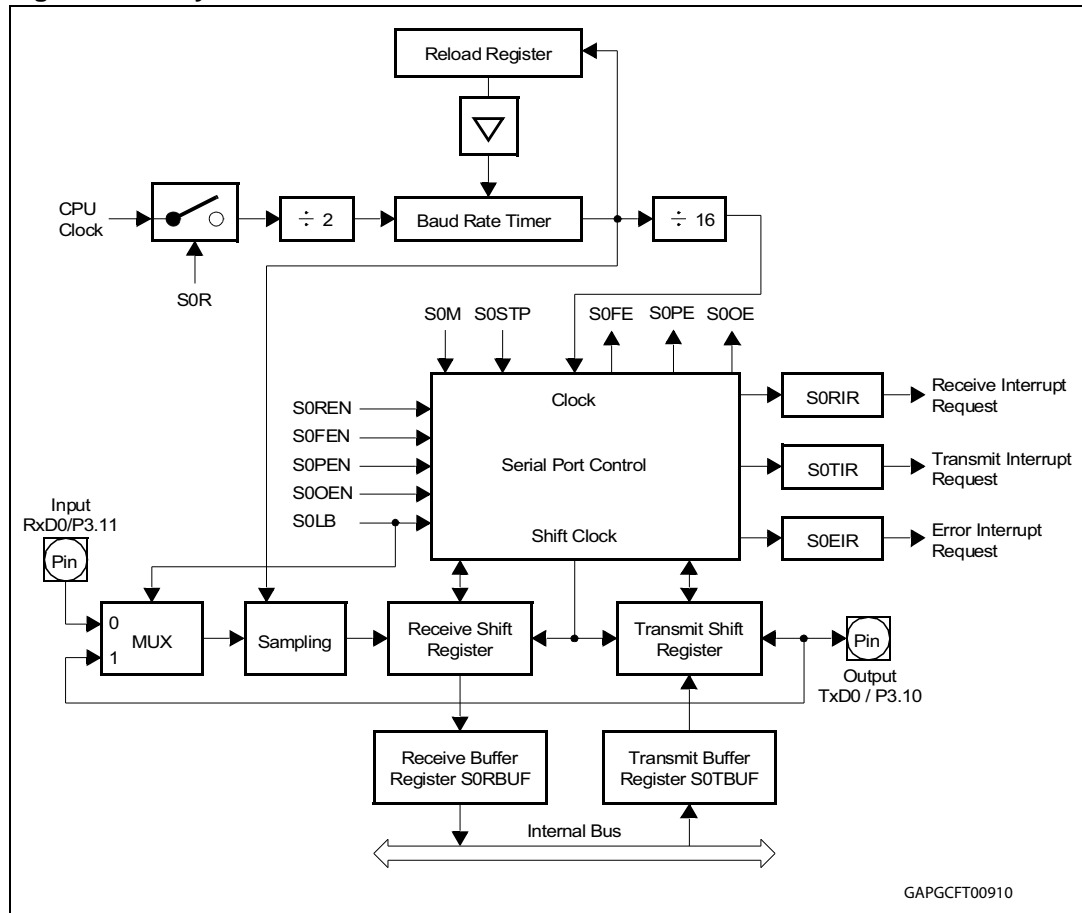 Reload Register
CPU
Clock
÷ 2
Baud Rate Timer
÷ 16
S0R
S0M
S0STP
S0FE
S0PE
S0OE
S0REN
S0FEN
S0PEN
S0OEN
S0LB
Clock
Serial Port Control
Shift Clock
S0RIR
Receive Interrupt
Request
S0TIR
Transmit Interrupt
Request
S0EIR
Error Interrupt
Request
Input
RxD0/P3.11
Pin
0
MUX
1
Sampling
Receive Shift
Register
Transmit Shift
Register
Pin
Output
TxD0 / P3.10
Receive Buffer
Register S0RBUF
Transmit Buffer
Register S0TBUF
Internal Bus
GAPGCFT00910